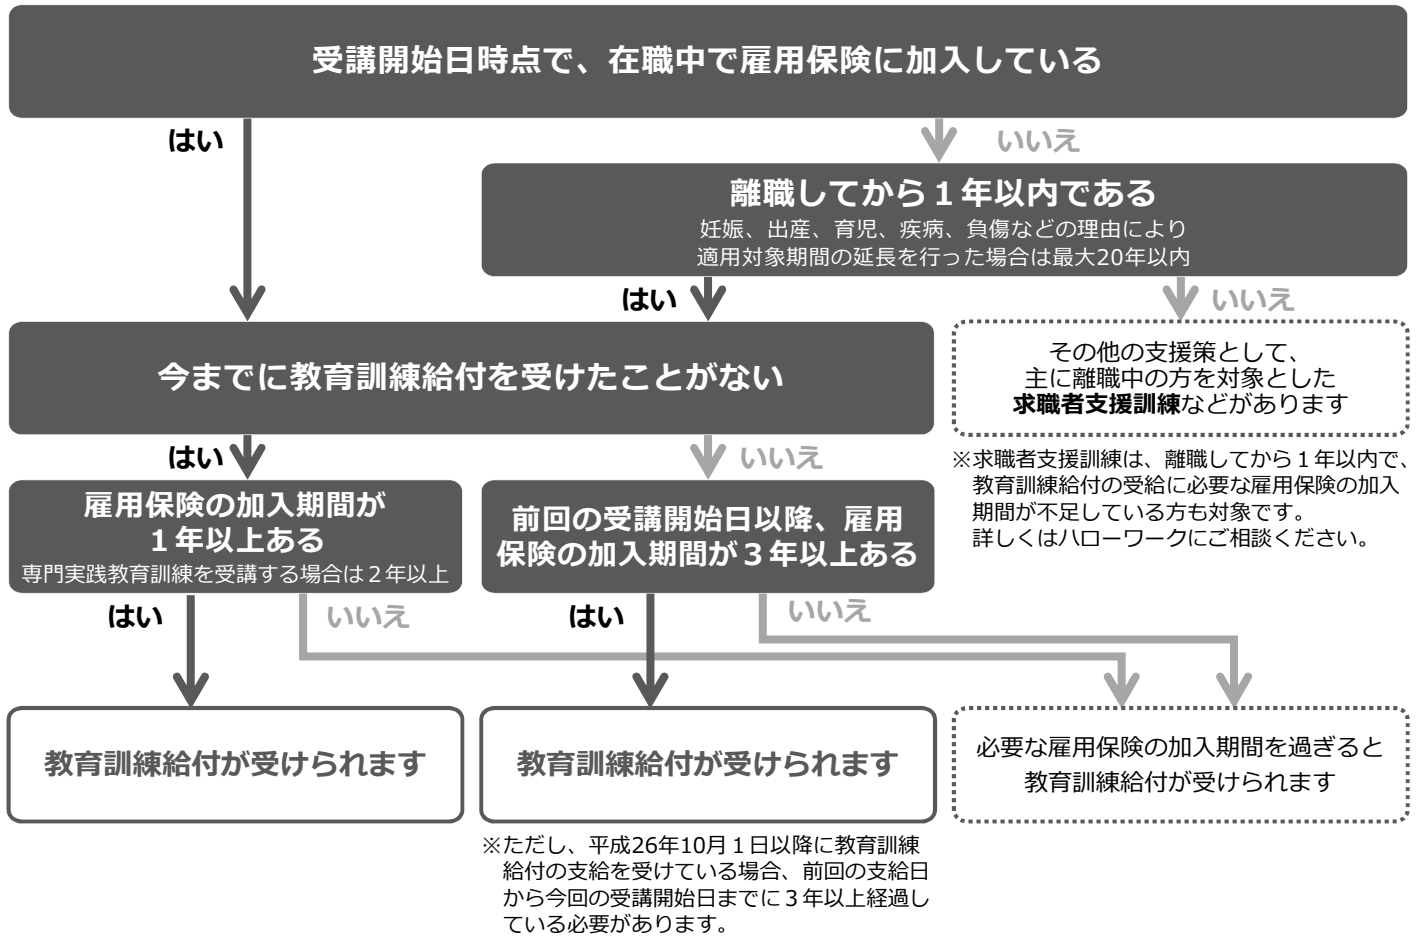 受講開始日時点で、在職中で雇用保険に加入している
はい
いいえ
離職してから１年以内である
妊娠、出産、育児、疾病、負傷などの理由により
適用対象期間の延長を行った場合は最大20年以内
はい
いいえ
今までに教育訓練給付を受けたことがない
その他の支援策として、
主に離職中の方を対象とした
求職者支援訓練などがあります
※求職者支援訓練は、離職してから１年以内で、
教育訓練給付の受給に必要な雇用保険の加入
期間が不足している方も対象です。
詳しくはハローワークにご相談ください。
はい
いいえ
雇用保険の加入期間が
１年以上ある
専門実践教育訓練を受講する場合は２年以上
前回の受講開始日以降、雇用
保険の加入期間が３年以上ある
はい
いいえ
はい
いいえ
教育訓練給付が受けられます
教育訓練給付が受けられます
必要な雇用保険の加入期間を過ぎると
教育訓練給付が受けられます
※ただし、平成26年10月１日以降に教育訓練
給付の支給を受けている場合、前回の支給日
から今回の受講開始日までに３年以上経過し
ている必要があります。